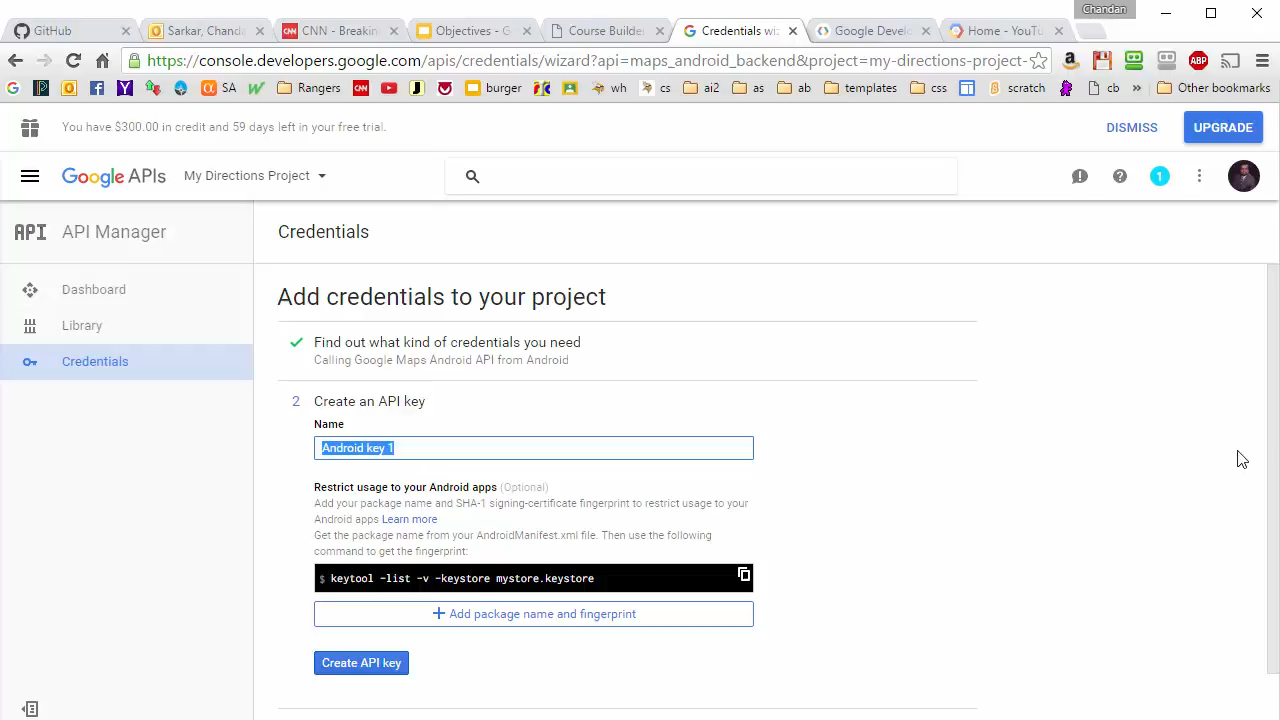 Chandan
GitHub
Sarkar, Chanda
CNN - Breakin
Objectives - G
Course Builder
Credentials wiz
Google Devel
Home - YouTu
https://console.developers.google.com/apis/credentials/wizard?api=maps_android_backend&project=my-directions-project-
SA
Rangers
burger
wh
cs
ai2
as
ab
templates
css
scratch
cb
»
Other bookmarks
You have $300.00 in credit and 59 days left in your free trial.
DISMISS
UPGRADE
Google APIs
My Directions Project
1
API
API Manager
Credentials
Dashboard
Library
Credentials
Add credentials to your project
Find out what kind of credentials you need
Calling Google Maps Android API from Android
2 Create an API key
Name
Android key 1
Restrict usage to your Android apps (Optional)
Add your package name and SHA-1 signing-certificate fingerprint to restrict usage to your
Android apps Learn more
Get the package name from your AndroidManifest.xml file. Then use the following
command to get the fingerprint:
$ keytool -list -v -keystore mystore.keystore
+ Add package name and fingerprint
Create API key